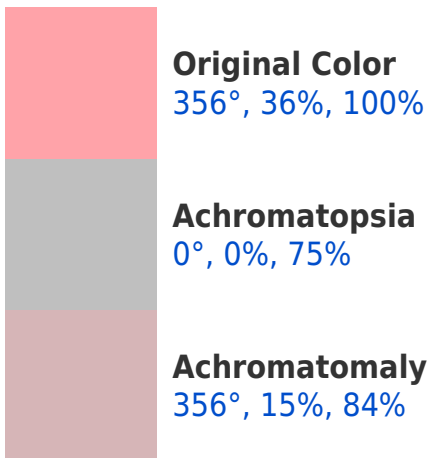 Original Color
356°, 36%, 100%
Achromatopsia
0°, 0%, 75%
Achromatomaly
356°, 15%, 84%